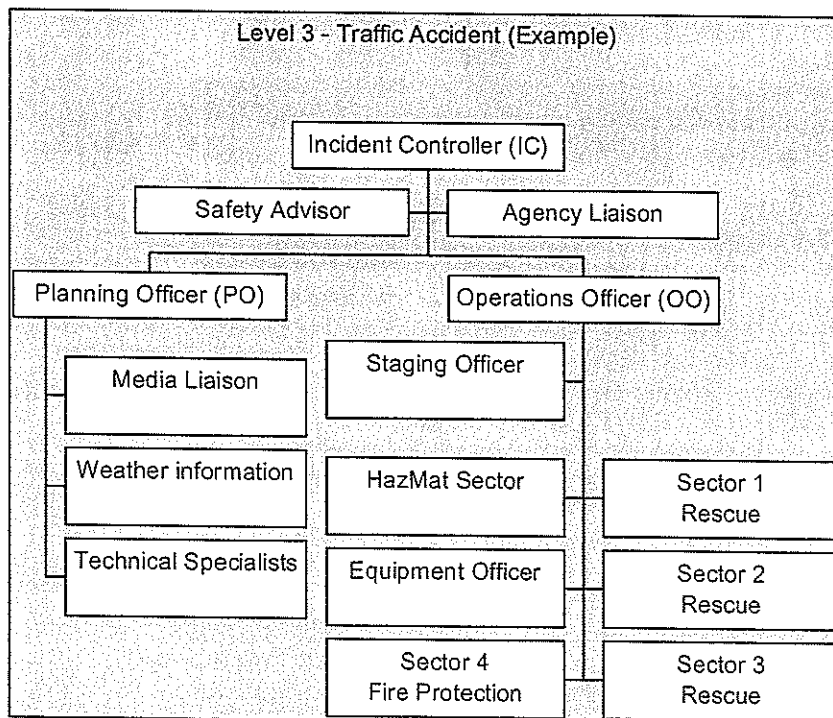 Level 3 - Traffic Accident (Example)
Incident Controller (IC)
Safety Advisor
Agency Liaison
Planning Officer (PO)
Operations Officer (OO)
Media Liaison
Staging Officer
Weather information
HazMat Sector
Sector 1
Rescue
Technical Specialists
Equipment Officer
Sector 2
Rescue
Sector 4
Fire Protection
Sector 3
Rescue